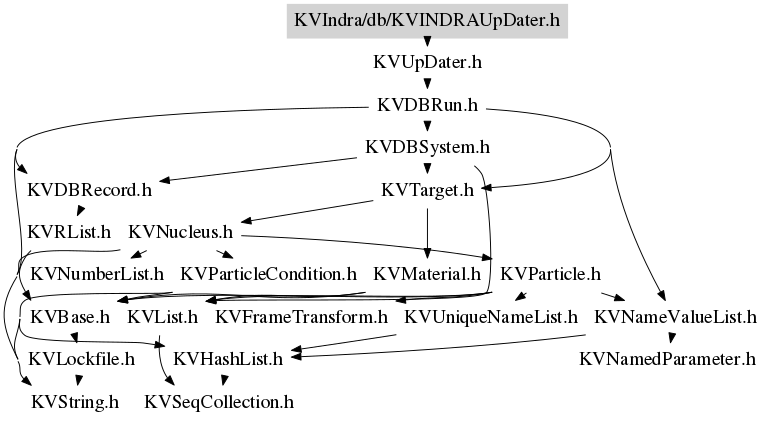 KVIndra/db/KVINDRAUpDater.h
KVUpDater.h
KVDBRun.h
KVDBSystem.h
KVDBRecord.h KVTarget.h
KVRList.h KVNucleus.h
KVNumberList.h KVParticleCondition.h KVMaterial.h KVParticle.h
KVBase.h KVList.h KVFrameTransform.h KVUniqueNameList.h KVNameValueList.h
KVLockfile.h KVHashList.h KVNamedParameter.h
KVString.h KVSeqCollection.h